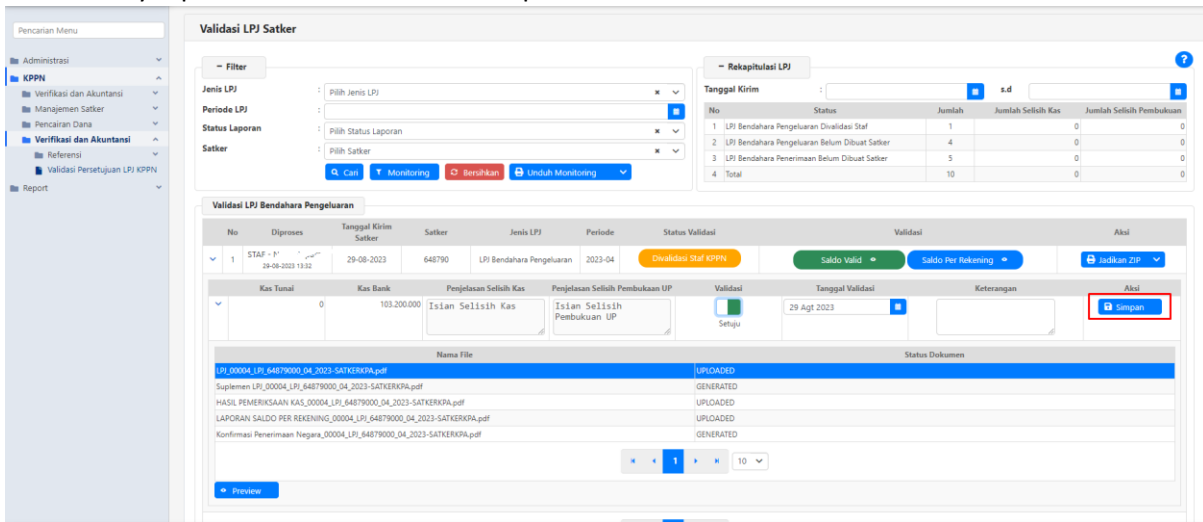 Pencarian Menu
Administrasi
KPPN
Verifikasi dan Akuntansi
Manajemen Satker
Pencairan Dana
Verifikasi dan Akuntansi
Referensi
Validasi Persetujuan LPJ KPPN
Report
Validasi LPJ Satker
− Filter
Jenis LPJ : Pilih Jenis LPJ
Periode LPJ :
Status Laporan : Pilih Status Laporan
Satker : Pilih Satker
Cari Monitoring Bersihkan Unduh Monitoring
− Rekapitulasi LPJ
?
Tanggal Kirim : s.d
No Status Jumlah Jumlah Selisih Kas Jumlah Selisih Pembukuan
1 LPJ Bendahara Pengeluaran Divalidasi Staf 1 0 0
2 LPJ Bendahara Pengeluaran Belum Dibuat Satker 4 0 0
3 LPJ Bendahara Penerimaan Belum Dibuat Satker 5 0 0
4 Total 10 0 0
Validasi LPJ Bendahara Pengeluaran
No Diproses Tanggal Kirim Satker Satker Jenis LPJ Periode Status Validasi Validasi Aksi
1 STAF - 29-08-2023 13:32 29-08-2023 648790 LPJ Bendahara Pengeluaran 2023-04 Divalidasi Staf KPPN Saldo Valid Saldo Per Rekening Jadikan ZIP
Kas Tunai Kas Bank Penjelasan Selisih Kas Penjelasan Selisih Pembukaan UP Validasi Tanggal Validasi Keterangan Aksi
0 103.200.000 Isian Selisih Kas Isian Selisih Pembukuan UP Setuju 29 Agt 2023 Simpan
Nama File Status Dokumen
LPJ_00004_LPJ_64879000_04_2023-SATKERKPA.pdf UPLOADED
Suplemen LPJ_00004_LPJ_64879000_04_2023-SATKERKPA.pdf GENERATED
HASIL PEMERIKSAAN KAS_00004_LPJ_64879000_04_2023-SATKERKPA.pdf UPLOADED
LAPORAN SALDO PER REKENING_00004_LPJ_64879000_04_2023-SATKERKPA.pdf UPLOADED
Konfirmasi Penerimaan Negara_00004_LPJ_64879000_04_2023-SATKERKPA.pdf GENERATED
1 10
Preview